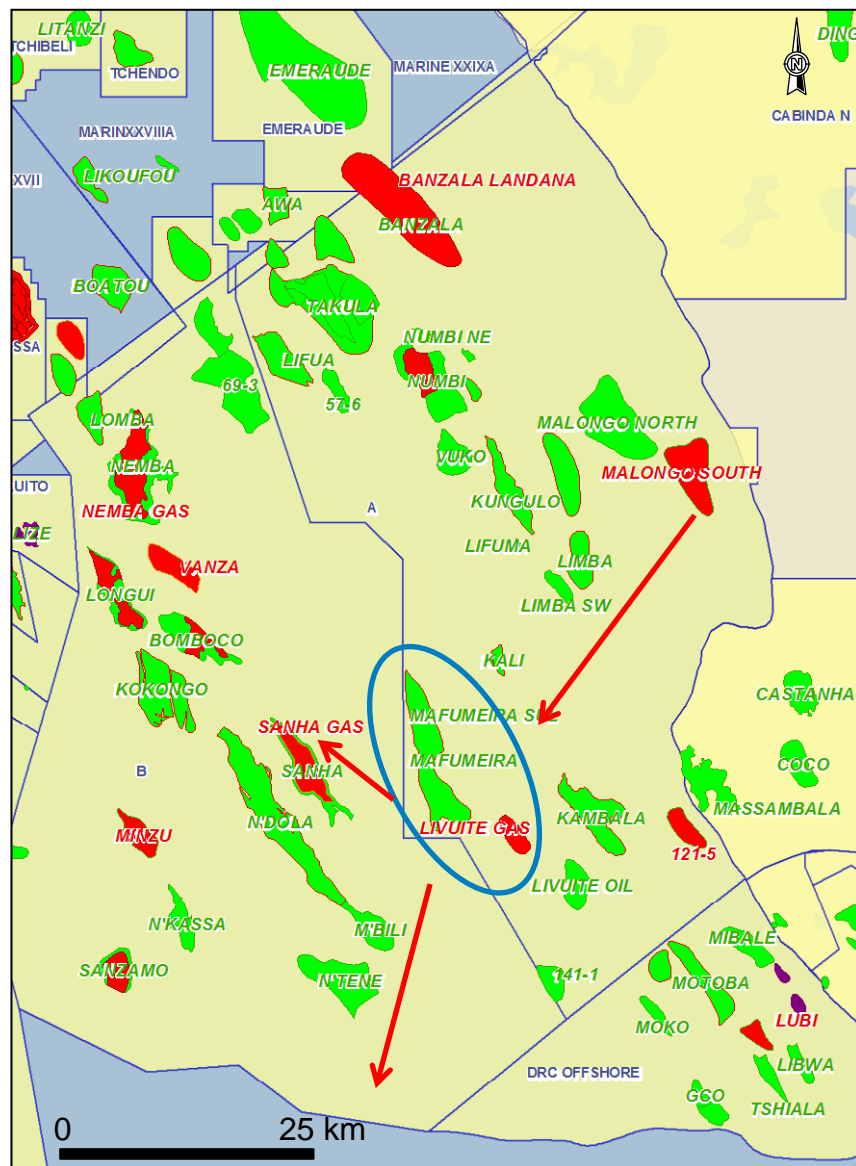 LITANZI
DING
TCHIBELI
TCHENDO
EMERAUDE
MARINE XXIXA
N
CABINDA N
MARINXXVIIIA
EMERAUDE
XVII
LIKOUFOU
BANZALA LANDANA
AWA
BANZALA
BOATOU
TAKULA
SSA
LIFUA
NUMBI NE
69-3
57-6
NUMBI
LOMBA
MALONGO NORTH
NEMBA
VUKO
MALONGO SOUTH
UITO
NEMBA GAS
KUNGULO
A
LIZE
LIFUMA
VANZA
LIMBA
LONGUI
LIMBA SW
BOMBOCO
KALI
KOKONGO
CASTANHA
MAFUMEIRA SUL
SANHA GAS
MAFUMEIRA
COCO
B
SANHA
MASSAMBALA
N'DOLA
LIVUITE GAS
KAMBALA
MINZU
121-5
LIVUITE OIL
N'KASSA
M'BILI
MIBALE
SANZAMO
N'TENE
141-1
MOTOBA
MOKO
LUBI
LIBWA
DRC OFFSHORE
GCO
TSHIALA
0 25 km